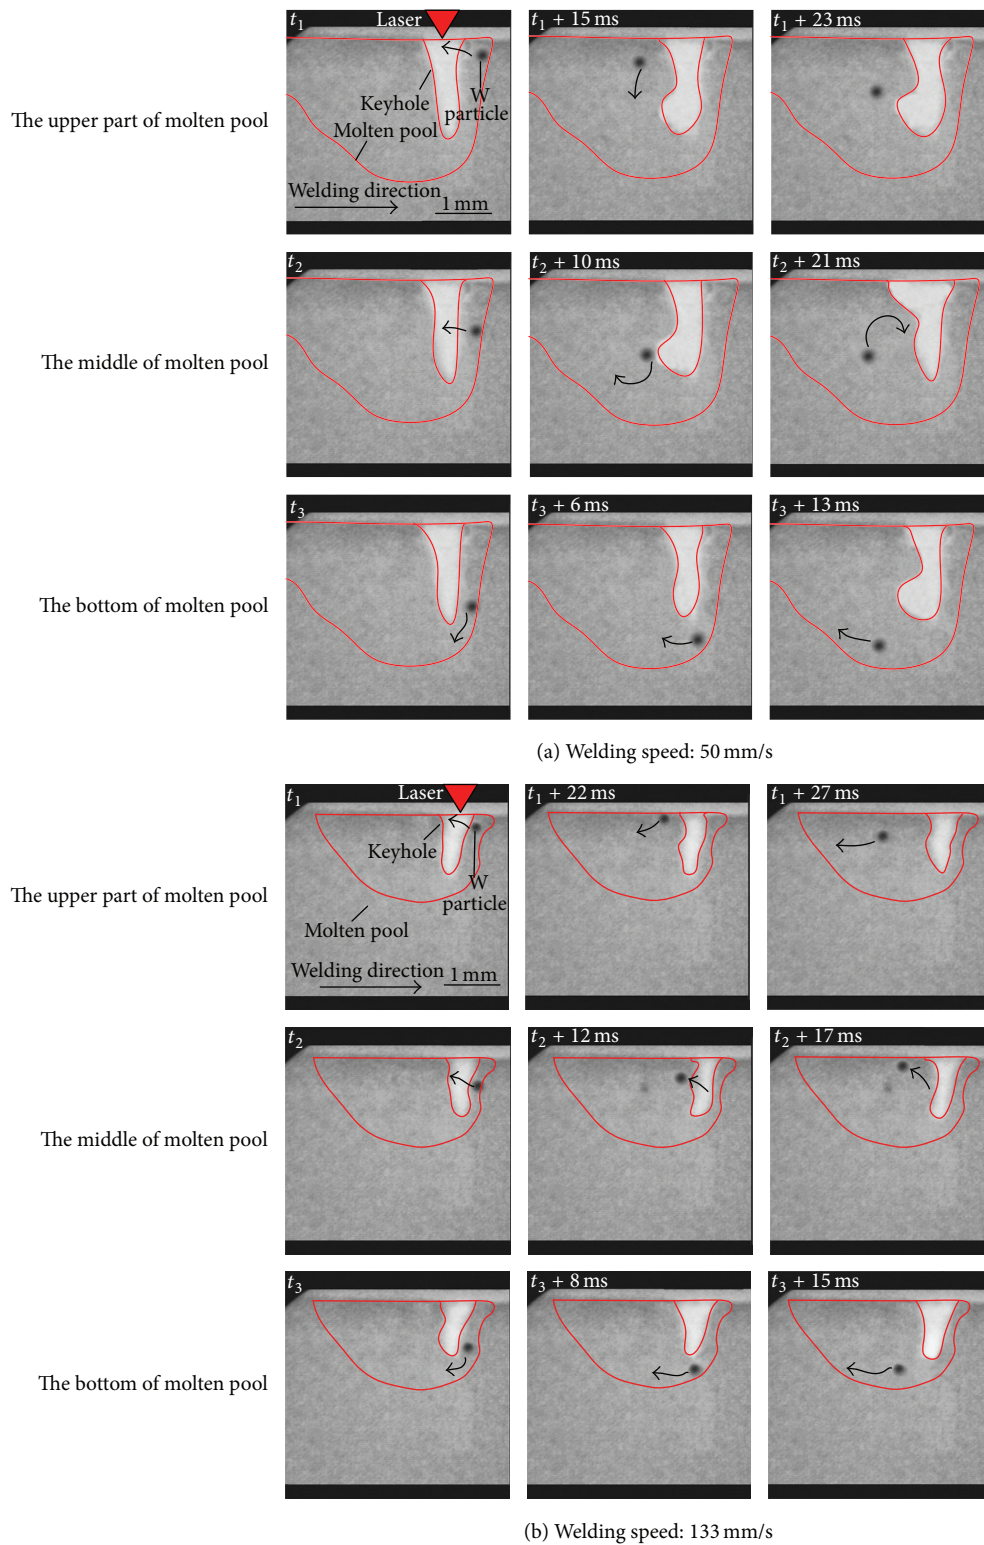 t1
Laser
t1 + 15 ms
t1 + 23 ms
Keyhole
W
particle
Molten pool
The upper part of molten pool
Welding direction
1 mm
t2
t2 + 10 ms
t2 + 21 ms
The middle of molten pool
t3
t3 + 6 ms
t3 + 13 ms
The bottom of molten pool
(a) Welding speed: 50 mm/s
t1
Laser
t1 + 22 ms
t1 + 27 ms
Keyhole
W
particle
The upper part of molten pool
Molten pool
Welding direction
1 mm
t2
t2 + 12 ms
t2 + 17 ms
The middle of molten pool
t3
t3 + 8 ms
t3 + 15 ms
The bottom of molten pool
(b) Welding speed: 133 mm/s